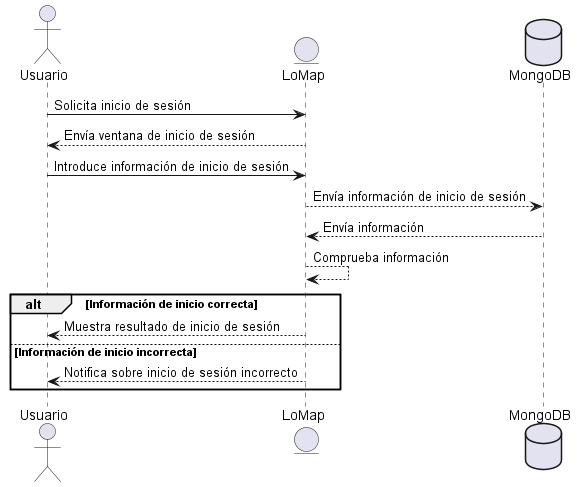 Usuario
LoMap
MongoDB
Solicita inicio de sesión
Envía ventana de inicio de sesión
Introduce información de inicio de sesión
Envía información de inicio de sesión
Envía información
Comprueba información
alt
[Información de inicio correcta]
Muestra resultado de inicio de sesión
[Información de inicio incorrecta]
Notifica sobre inicio de sesión incorrecto
Usuario
LoMap
MongoDB